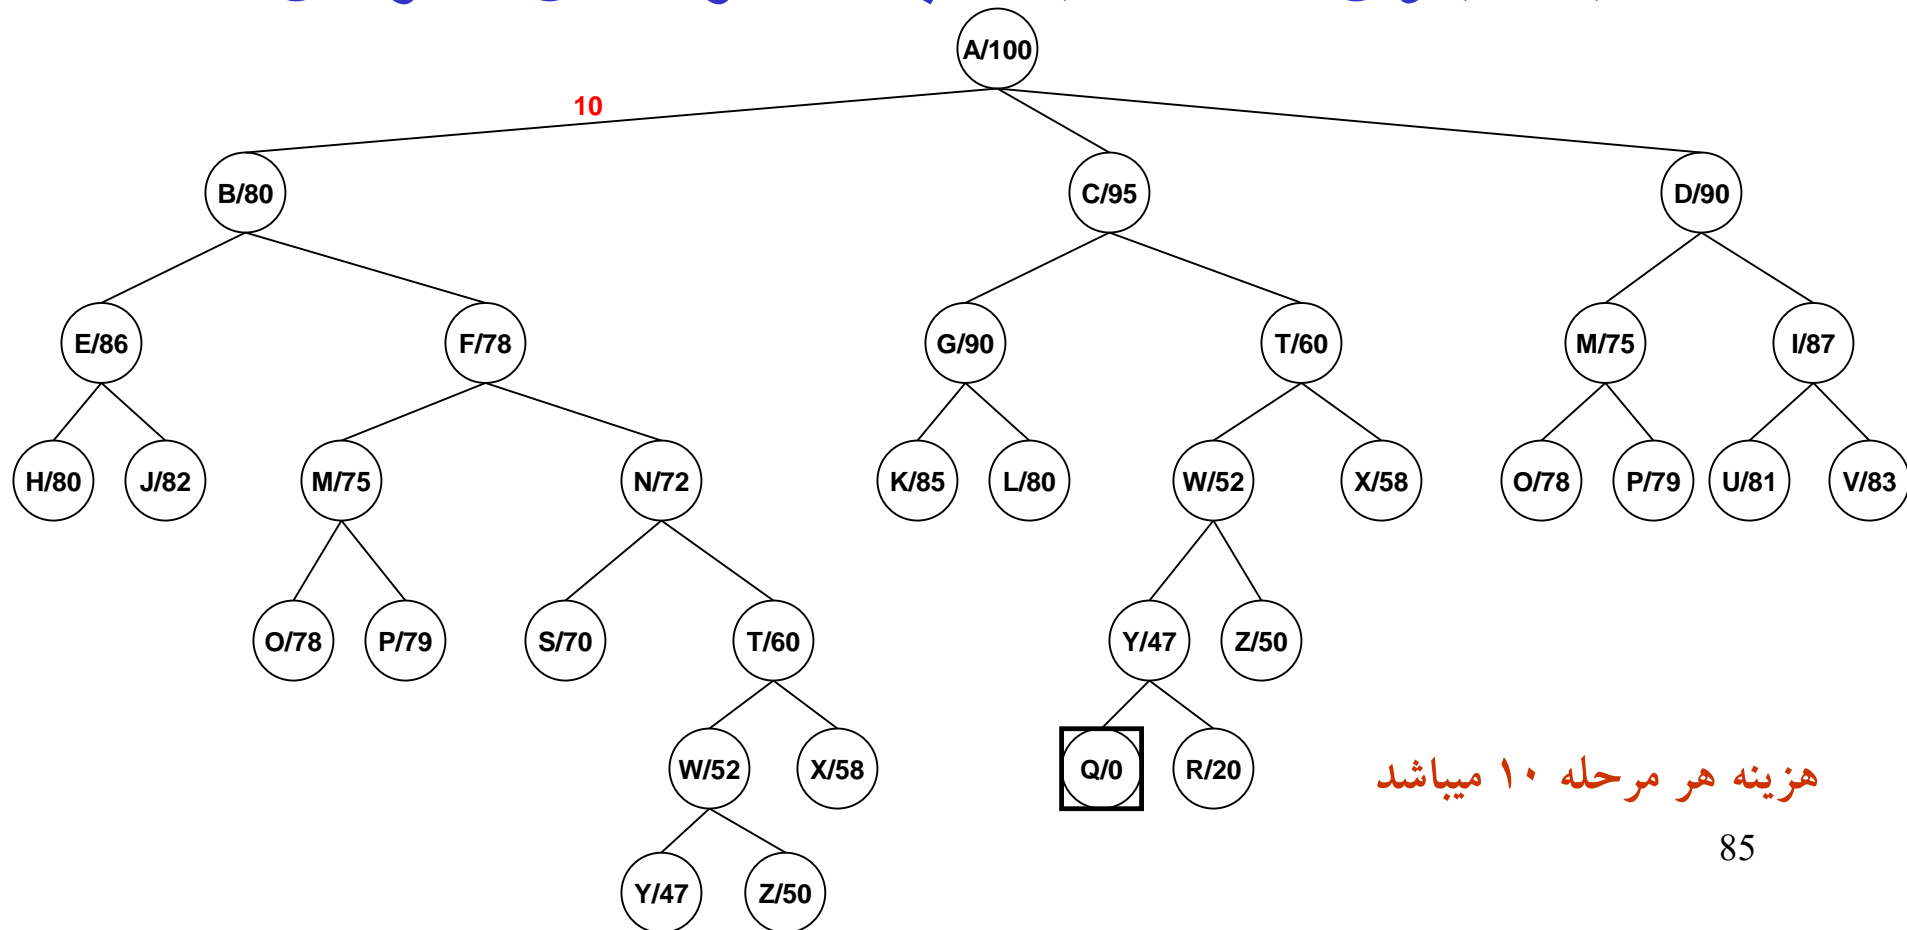 A/100
10
B/80 C/95 D/90
E/86 F/78 G/90 T/60 M/75 I/87
H/80 J/82 M/75 N/72 K/85 L/80 W/52 X/58 O/78 P/79 U/81 V/83
O/78 P/79 S/70 T/60 Y/47 Z/50
W/52 X/58 Q/0 R/20
هزینه هر مرحله ۱۰ میباشد
85
Y/47 Z/50